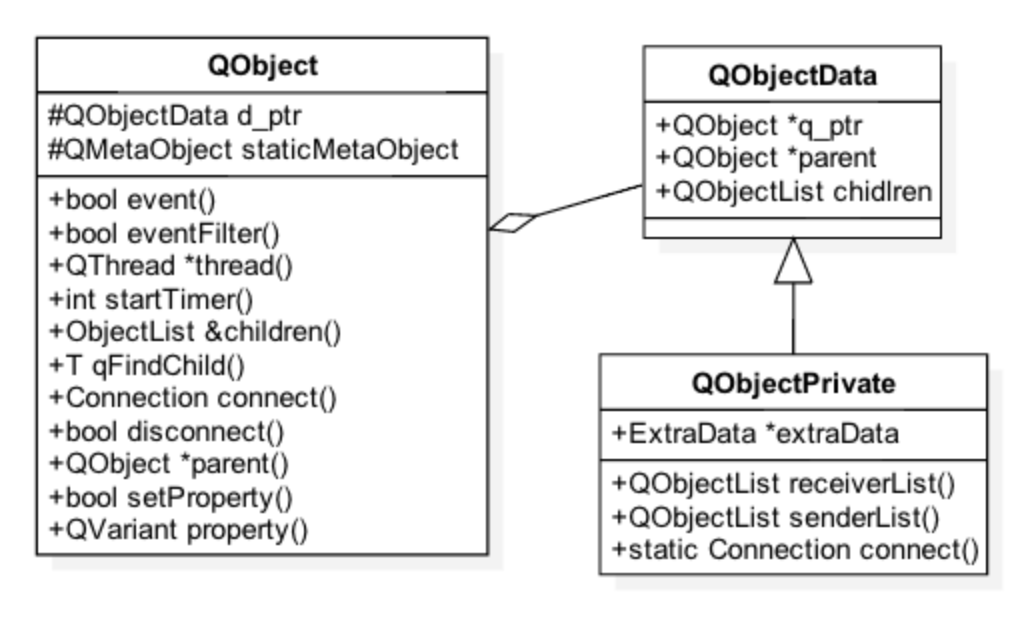 QObject
#QObjectData d_ptr
#QMetaObject staticMetaObject
+bool event()
+bool eventFilter()
+QThread *thread()
+int startTimer()
+ObjectList &children()
+T qFindChild()
+Connection connect()
+bool disconnect()
+QObject *parent()
+bool setProperty()
+QVariant property()
QObjectData
+QObject *q_ptr
+QObject *parent
+QObjectList chidlren
QObjectPrivate
+ExtraData *extraData
+QObjectList receiverList()
+QObjectList senderList()
+static Connection connect()